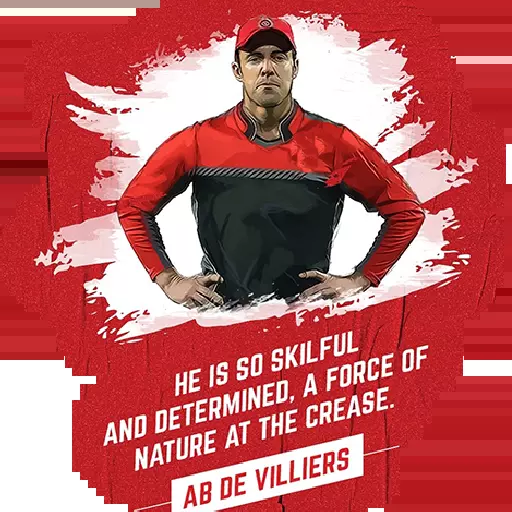 HE IS SO SKILFUL
AND DETERMINED, A FORCE OF
NATURE AT THE CREASE.
AB DE VILLIERS